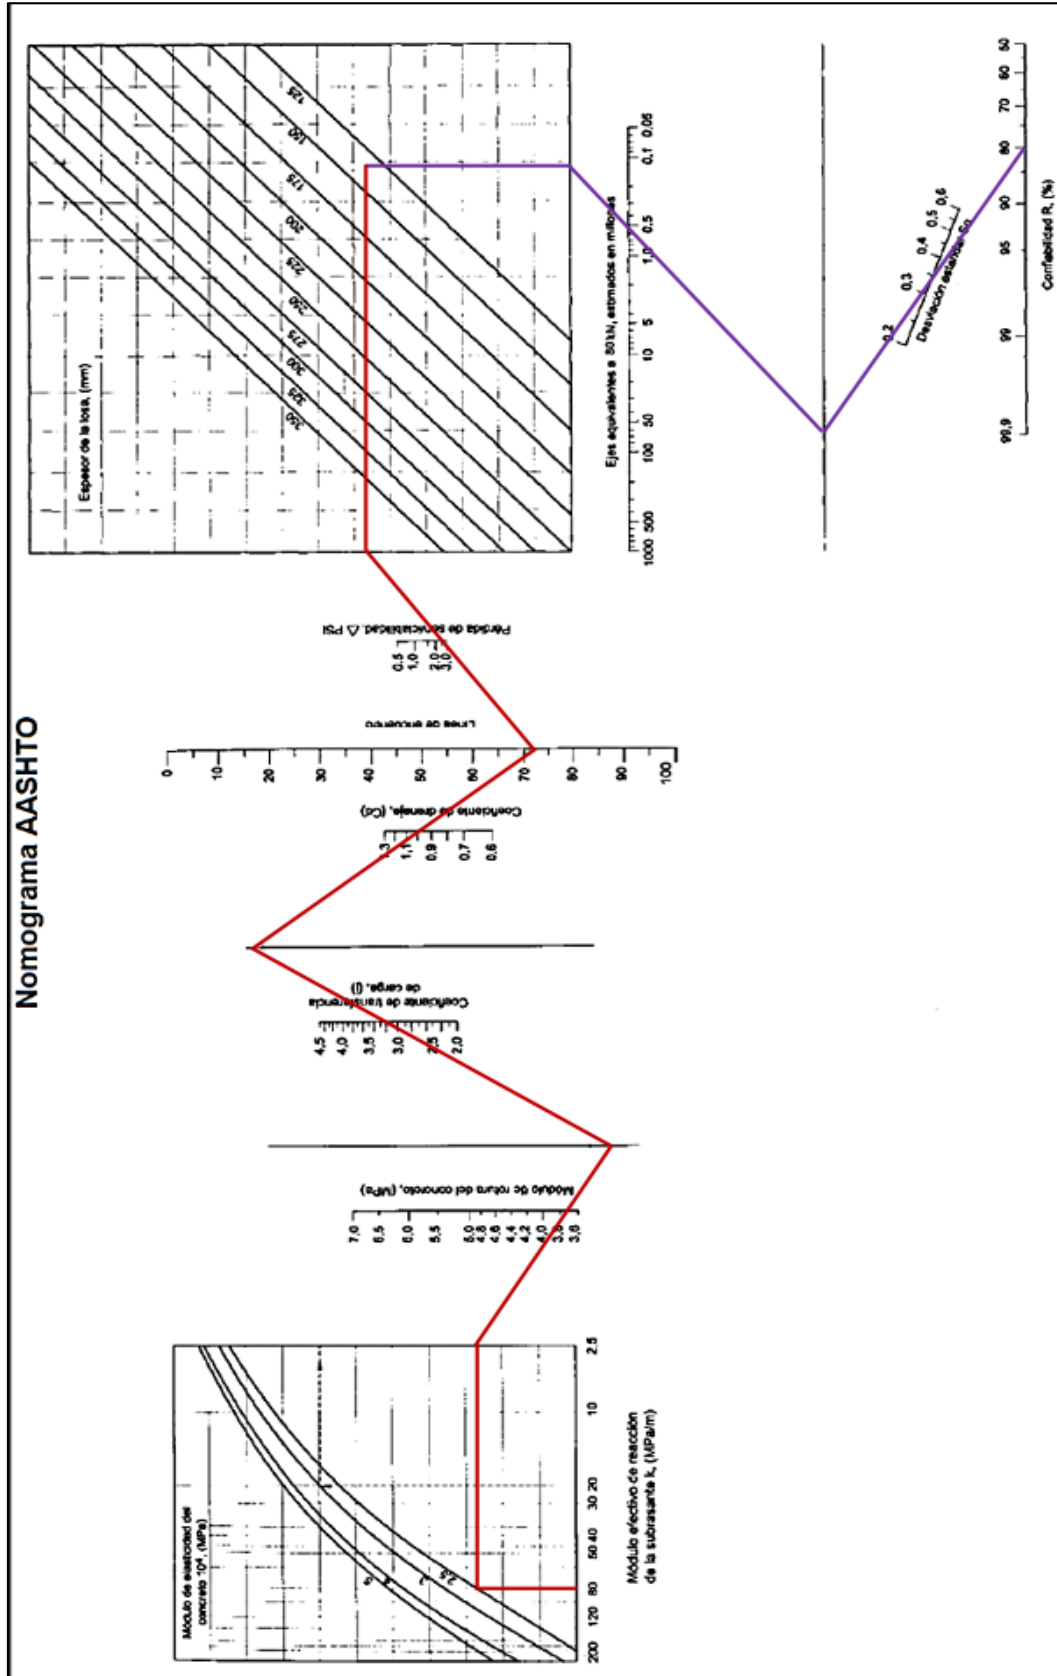 Nomograma AASHTO
Espesor de la losa, (mm)
125
150
175
200
225
250
275
300
325
350
Ejes equivalentes a 80 kN, estimados en millones
1000 500 100 50 10 5 1.0 0.5 0.1 0.05
Confiabilidad R, (%)
99,9 99 95 90 80 70 60 50
Desviación estándar So
0.2 0.3 0.4 0.5 0.6
Pérdida de serviciabilidad, △ PSI
0.5
1,0
2.0
3.0
Línea de encuentro
0 10 20 30 40 50 60 70 80 90 100
Coeficiente de drenaje, (Cd)
1,1
0.9
0,7
0.6
Coeficiente de transferencia
de carga, (J)
4,5 4,0 3,5 3,0 2,5 2,0
Módulo de rotura del concreto, (MPa)
7,0 6,5 6,0 5,5 5,0 4,8 4,6 4,4 4,2 4,0 3,8 3,6
Módulo de elasticidad del
concreto 10⁴, (MPa)
2.5
200 120 80 50 40 30 20 10 2.5
Módulo efectivo de reacción
de la subrasante k, (MPa/m)